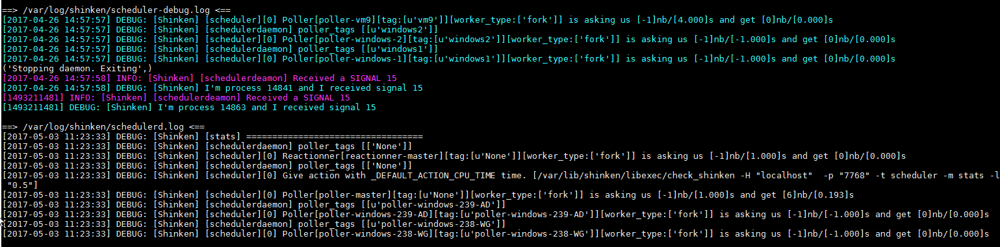 ==> /var/log/shinken/scheduler-debug.log <==
[2017-04-26 14:57:57] DEBUG: [Shinken] [scheduler][0] Poller[poller-vm9][tag:[u'vm9']][worker_type:['fork']] is asking us [-1]nb/[4.000]s and get [0]nb/[0.000]s
[2017-04-26 14:57:57] DEBUG: [Shinken] [schedulerdaemon] poller_tags [[u'windows2']]
[2017-04-26 14:57:57] DEBUG: [Shinken] [scheduler][0] Poller[poller-windows-2][tag:[u'windows2']][worker_type:['fork']] is asking us [-1]nb/[-1.000]s and get [0]nb/[0.000]s
[2017-04-26 14:57:57] DEBUG: [Shinken] [schedulerdaemon] poller_tags [[u'windows1']]
[2017-04-26 14:57:57] DEBUG: [Shinken] [scheduler][0] Poller[poller-windows-1][tag:[u'windows1']][worker_type:['fork']] is asking us [-1]nb/[-1.000]s and get [0]nb/[0.000]s
('Stopping daemon. Exiting',)
[2017-04-26 14:57:58] INFO: [Shinken] [schedulerdeamon] Received a SIGNAL 15
[2017-04-26 14:57:58] DEBUG: [Shinken] I'm process 14841 and I received signal 15
[1493211481] INFO: [Shinken] [schedulerdeamon] Received a SIGNAL 15
[1493211481] DEBUG: [Shinken] I'm process 14863 and I received signal 15
==> /var/log/shinken/schedulerd.log <==
[2017-05-03 11:23:33] DEBUG: [Shinken] [stats] ==================================
[2017-05-03 11:23:33] DEBUG: [Shinken] [schedulerdaemon] poller_tags [['None']]
[2017-05-03 11:23:33] DEBUG: [Shinken] [scheduler][0] Reactionner[reactionner-master][tag:[u'None']][worker_type:['fork']] is asking us [-1]nb/[1.000]s and get [0]nb/[0.000]s
[2017-05-03 11:23:33] DEBUG: [Shinken] [schedulerdaemon] poller_tags [['None']]
[2017-05-03 11:23:33] DEBUG: [Shinken] [scheduler][0] Give action with _DEFAULT_ACTION_CPU_TIME time. [/var/lib/shinken/libexec/check_shinken -H "localhost"  -p "7768" -t scheduler -m stats -l
"0.5"]
[2017-05-03 11:23:33] DEBUG: [Shinken] [scheduler][0] Poller[poller-master][tag:[u'None']][worker_type:['fork']] is asking us [-1]nb/[1.000]s and get [6]nb/[0.193]s
[2017-05-03 11:23:33] DEBUG: [Shinken] [schedulerdaemon] poller_tags [[u'poller-windows-239-AD']]
[2017-05-03 11:23:33] DEBUG: [Shinken] [scheduler][0] Poller[poller-windows-239-AD][tag:[u'poller-windows-239-AD']][worker_type:['fork']] is asking us [-1]nb/[-1.000]s and get [0]nb/[0.000]s
[2017-05-03 11:23:33] DEBUG: [Shinken] [schedulerdaemon] poller_tags [[u'poller-windows-238-WG']]
[2017-05-03 11:23:33] DEBUG: [Shinken] [scheduler][0] Poller[poller-windows-238-WG][tag:[u'poller-windows-238-WG']][worker_type:['fork']] is asking us [-1]nb/[-1.000]s and get [0]nb/[0.000]s